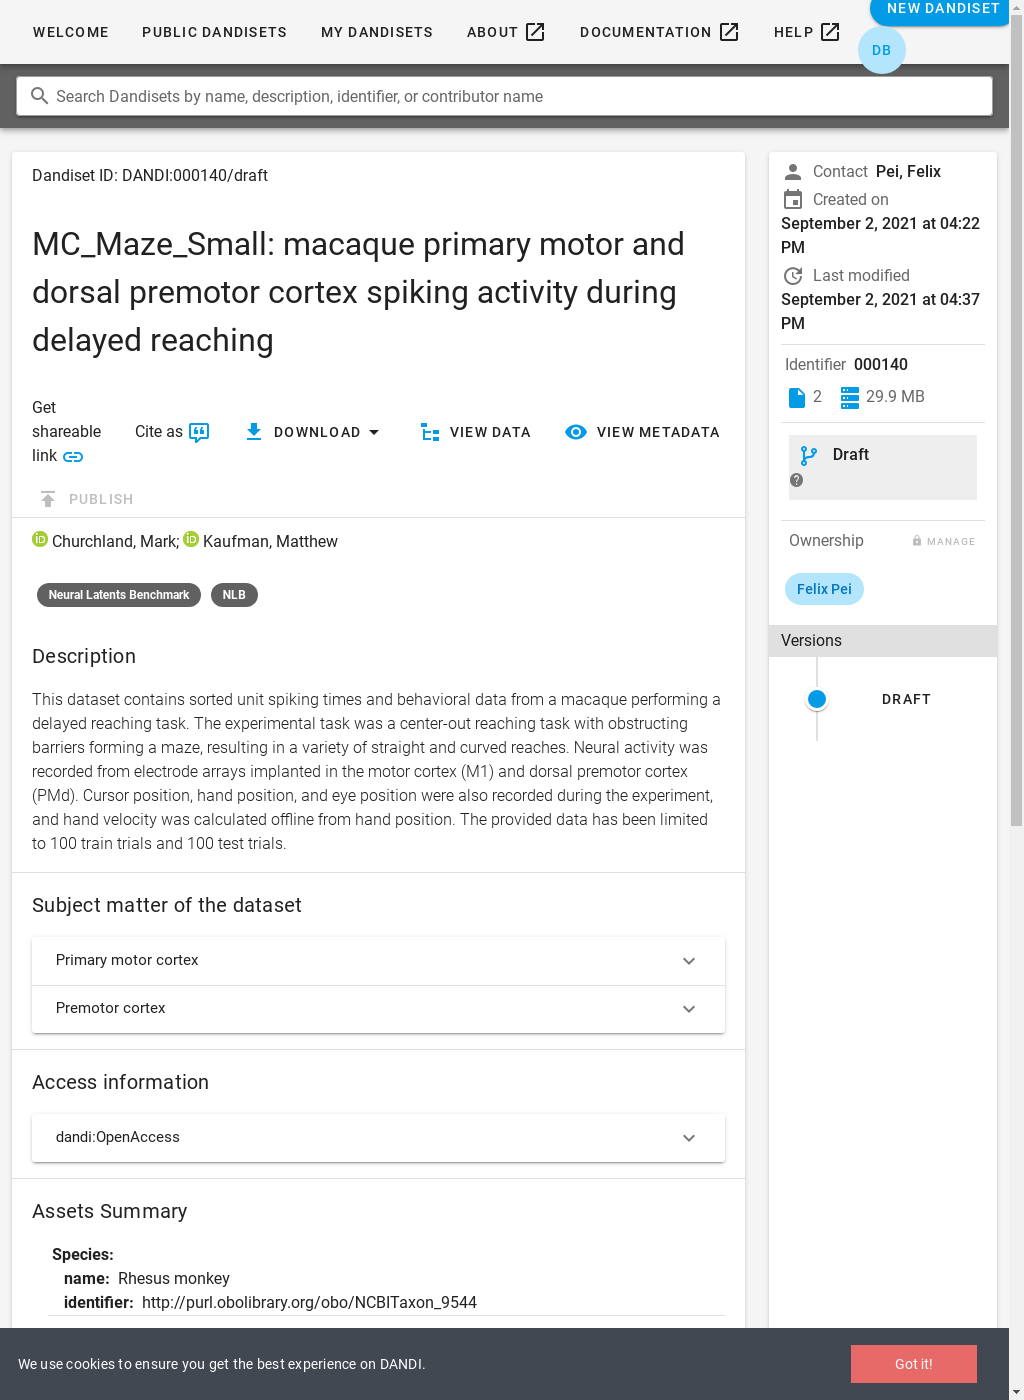 WELCOME PUBLIC DANDISETS MY DANDISETS ABOUT DOCUMENTATION HELP NEW DANDISET
DB
Search Dandisets by name, description, identifier, or contributor name
Dandiset ID: DANDI:000140/draft
MC_Maze_Small: macaque primary motor and
dorsal premotor cortex spiking activity during
delayed reaching
Get
shareable
link
Cite as
DOWNLOAD
VIEW DATA
VIEW METADATA
PUBLISH
Churchland, Mark; Kaufman, Matthew
Neural Latents Benchmark NLB
Description
This dataset contains sorted unit spiking times and behavioral data from a macaque performing a
delayed reaching task. The experimental task was a center-out reaching task with obstructing
barriers forming a maze, resulting in a variety of straight and curved reaches. Neural activity was
recorded from electrode arrays implanted in the motor cortex (M1) and dorsal premotor cortex
(PMd). Cursor position, hand position, and eye position were also recorded during the experiment,
and hand velocity was calculated offline from hand position. The provided data has been limited
to 100 train trials and 100 test trials.
Subject matter of the dataset
Primary motor cortex
Premotor cortex
Access information
dandi:OpenAccess
Assets Summary
Species:
name: Rhesus monkey
identifier: http://purl.obolibrary.org/obo/NCBITaxon_9544
Contact Pei, Felix
Created on
September 2, 2021 at 04:22
PM
Last modified
September 2, 2021 at 04:37
PM
Identifier 000140
2 29.9 MB
Draft
Ownership MANAGE
Felix Pei
Versions
DRAFT
We use cookies to ensure you get the best experience on DANDI.
Got it!